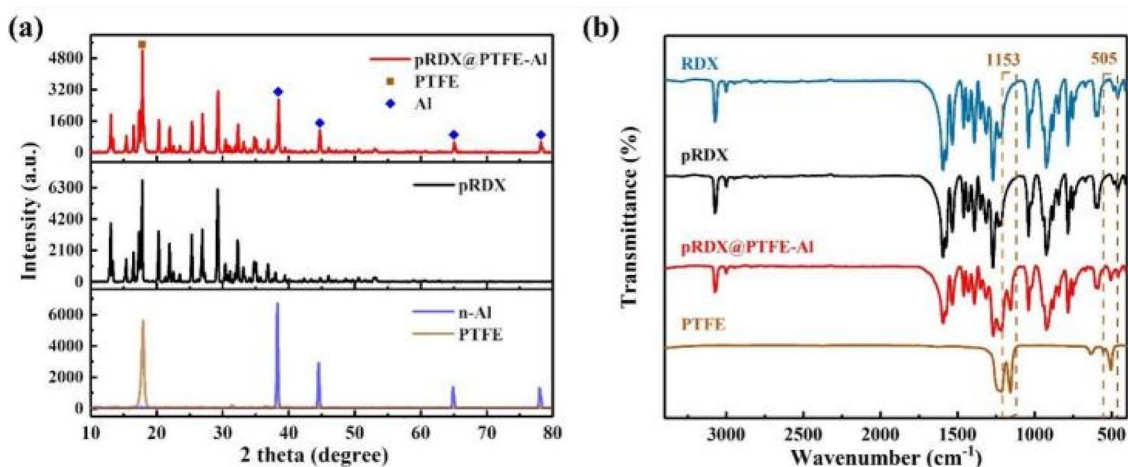 (a)
4800
3200
1600
0
pRDX@PTFE-Al
PTFE
Al
6300
4200
2100
0
pRDX
Intensity (a.u.)
6000
4000
2000
0
n-Al
PTFE
10 20 30 40 50 60 70 80
2 theta (degree)
(b)
1153 505
RDX
pRDX
pRDX@PTFE-Al
PTFE
Transmittance (%)
3000 2500 2000 1500 1000 500
Wavenumber (cm⁻¹)